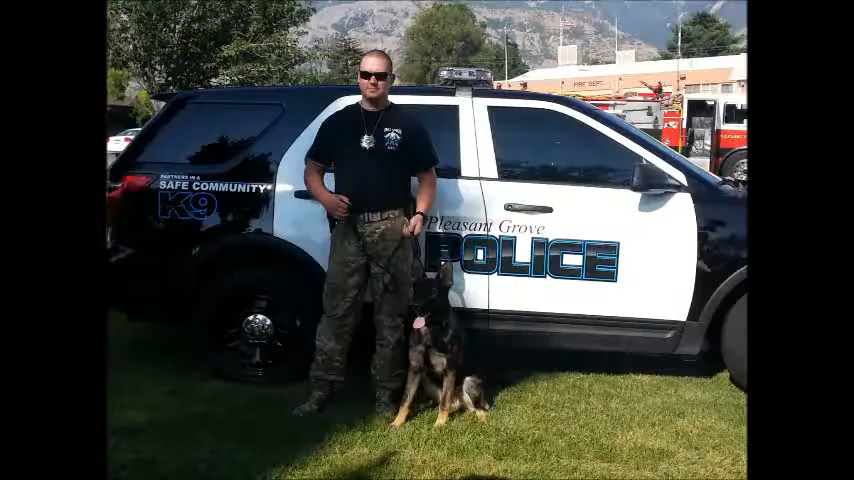 FIRE DEPT.
PARTNERS IN A
SAFE COMMUNITY
K9
Pleasant Grove
POLICE